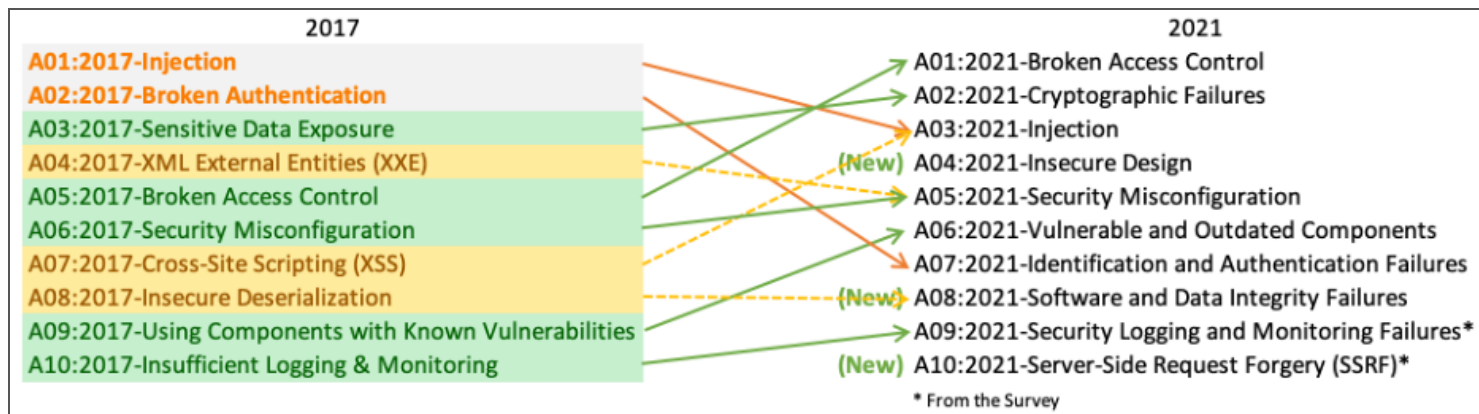 2017
A01:2017-Injection
A02:2017-Broken Authentication
A03:2017-Sensitive Data Exposure
A04:2017-XML External Entities (XXE)
A05:2017-Broken Access Control
A06:2017-Security Misconfiguration
A07:2017-Cross-Site Scripting (XSS)
A08:2017-Insecure Deserialization
A09:2017-Using Components with Known Vulnerabilities
A10:2017-Insufficient Logging & Monitoring
2021
A01:2021-Broken Access Control
A02:2021-Cryptographic Failures
A03:2021-Injection
(New) A04:2021-Insecure Design
A05:2021-Security Misconfiguration
A06:2021-Vulnerable and Outdated Components
A07:2021-Identification and Authentication Failures
(New) A08:2021-Software and Data Integrity Failures
A09:2021-Security Logging and Monitoring Failures*
(New) A10:2021-Server-Side Request Forgery (SSRF)*
* From the Survey